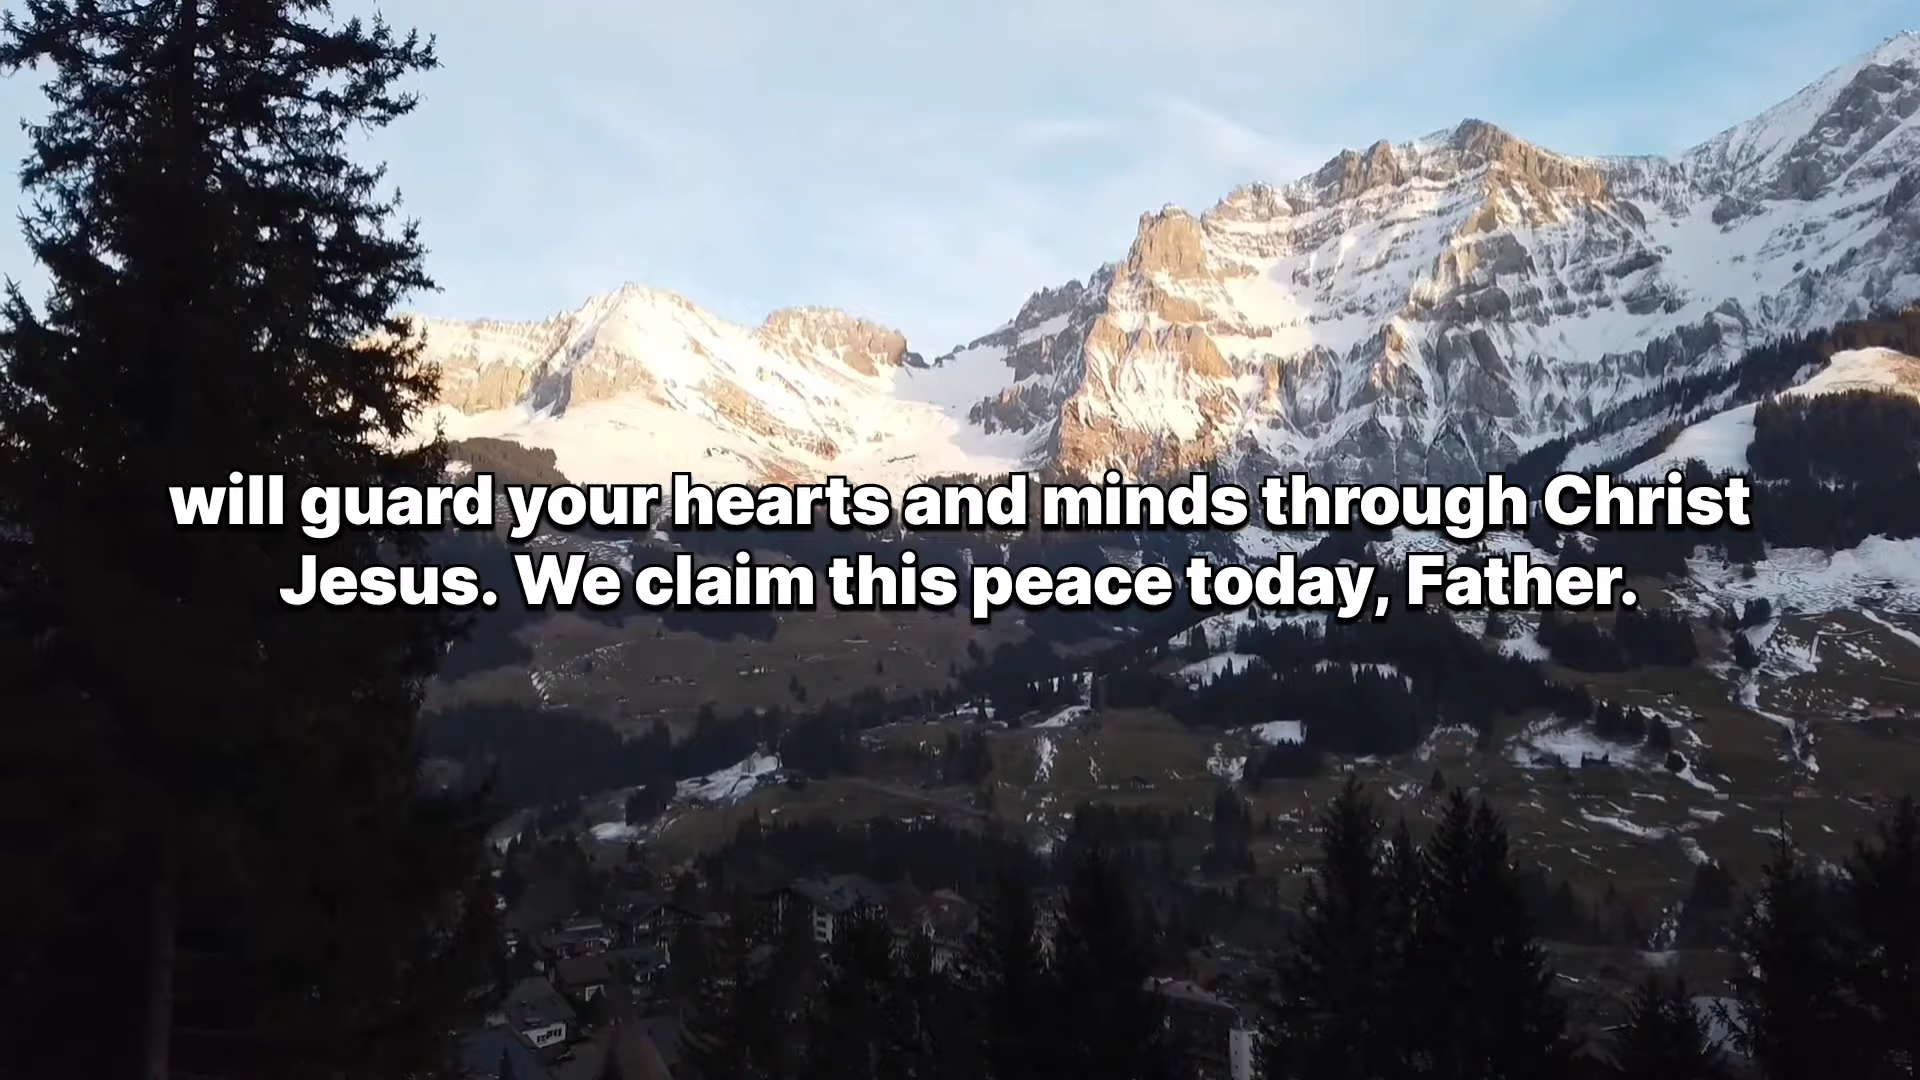 will guard your hearts and minds through Christ
Jesus. We claim this peace today, Father.